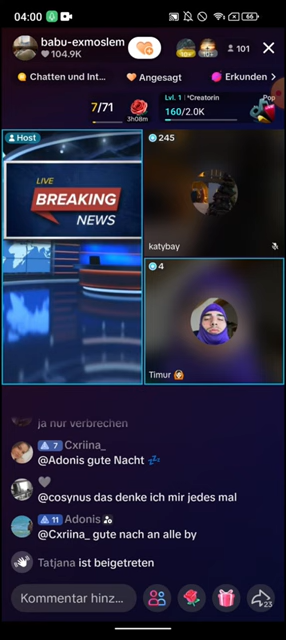 04:00
66
babu-exmoslem
104.9K
101
Chatten und Int...
Angesagt
Erkunden
7/71
3h08m
Lvl. 1 *Creatorin
160/2.0K
Pop
Host
LIVE
BREAKING
NEWS
245
katybay
4
Timur
ja nur verbrechen
7 Cxriina_
@Adonis gute Nacht
@cosynus das denke ich mir jedes mal
11 Adonis
@Cxriina_ gute nach an alle by
Tatjana ist beigetreten
Kommentar hinz...
23